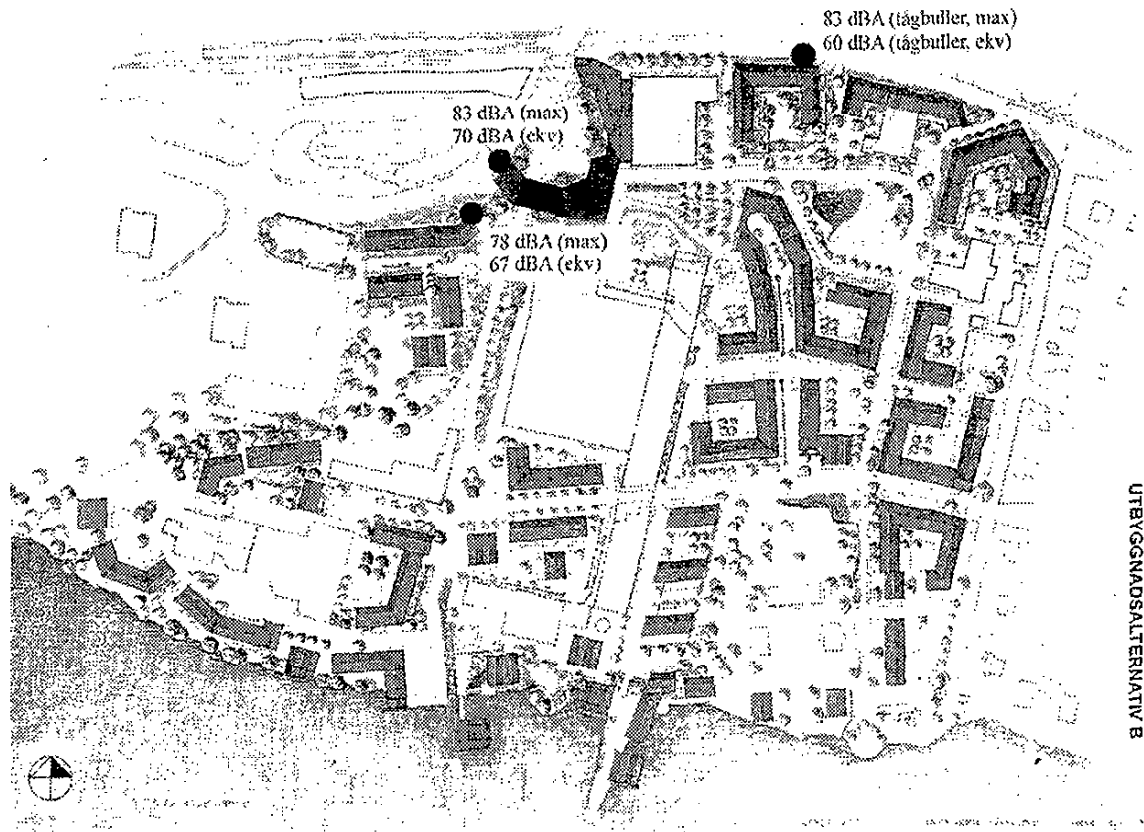 83 dBA (tågbuller, max)
60 dBA (tågbuller, ekv)
83 dBA (max)
70 dBA (ekv)
78 dBA (max)
67 dBA (ekv)
UTBYGGNADSALTERNATIV B